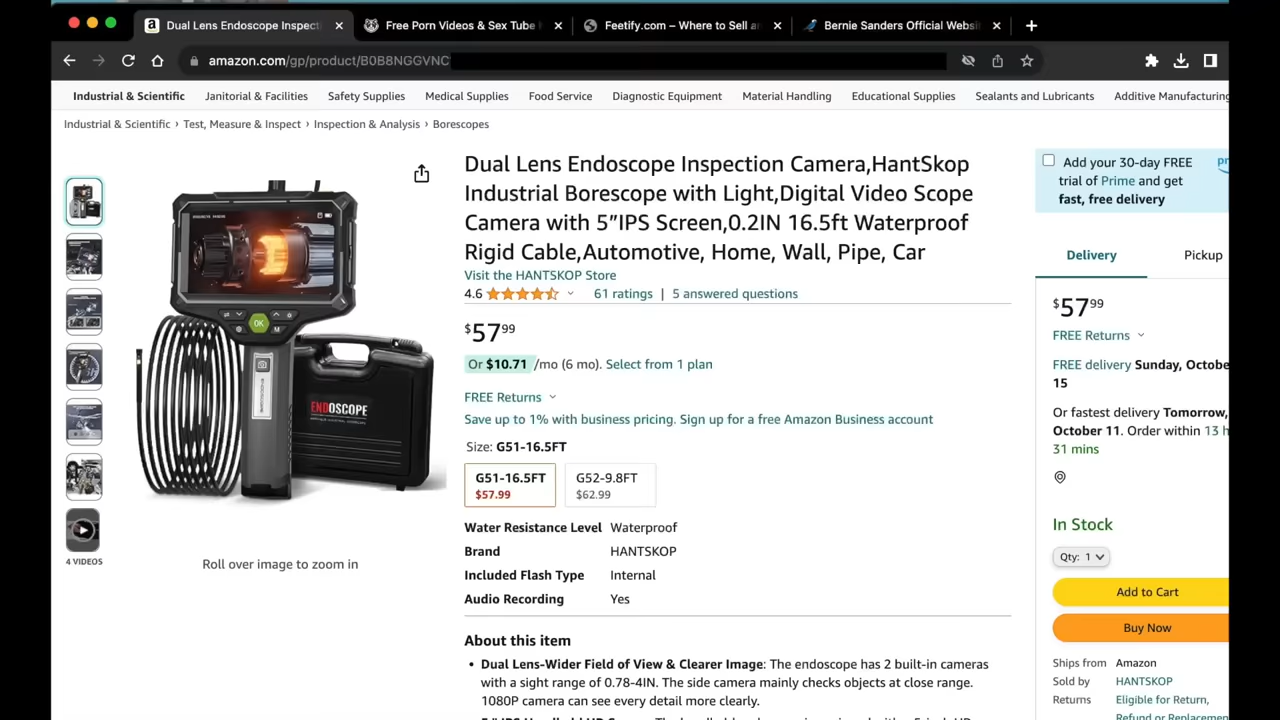 Dual Lens Endoscope Inspecti
Free Porn Videos & Sex Tube
Feetify.com – Where to Sell a
Bernie Sanders Official Websi
amazon.com/gp/product/B0B8NGGVNC
Industrial & Scientific
Janitorial & Facilities
Safety Supplies
Medical Supplies
Food Service
Diagnostic Equipment
Material Handling
Educational Supplies
Sealants and Lubricants
Additive Manufacturing
Industrial & Scientific › Test, Measure & Inspect › Inspection & Analysis › Borescopes
OK
M
ENDOSCOPE
4 VIDEOS
Roll over image to zoom in
Dual Lens Endoscope Inspection Camera,HantSkop
Industrial Borescope with Light,Digital Video Scope
Camera with 5”IPS Screen,0.2IN 16.5ft Waterproof
Rigid Cable,Automotive, Home, Wall, Pipe, Car
Visit the HANTSKOP Store
4.6
61 ratings | 5 answered questions
$57 99
Or $10.71 /mo (6 mo). Select from 1 plan
FREE Returns
Save up to 1% with business pricing. Sign up for a free Amazon Business account
Size: G51-16.5FT
G51-16.5FT
$57.99
G52-9.8FT
$62.99
Water Resistance Level Waterproof
Brand HANTSKOP
Included Flash Type Internal
Audio Recording Yes
About this item
• Dual Lens-Wider Field of View & Clearer Image: The endoscope has 2 built-in cameras
with a sight range of 0.78-4IN. The side camera mainly checks objects at close range.
1080P camera can see every detail more clearly.
Add your 30-day FREE
trial of Prime and get
fast, free delivery
pr
Delivery
Pickup
$57 99
FREE Returns
FREE delivery Sunday, Octobe
15
Or fastest delivery Tomorrow,
October 11. Order within 13 h
31 mins
In Stock
Qty: 1
Add to Cart
Buy Now
Ships from Amazon
Sold by HANTSKOP
Returns Eligible for Return,
Refund or Replacemen